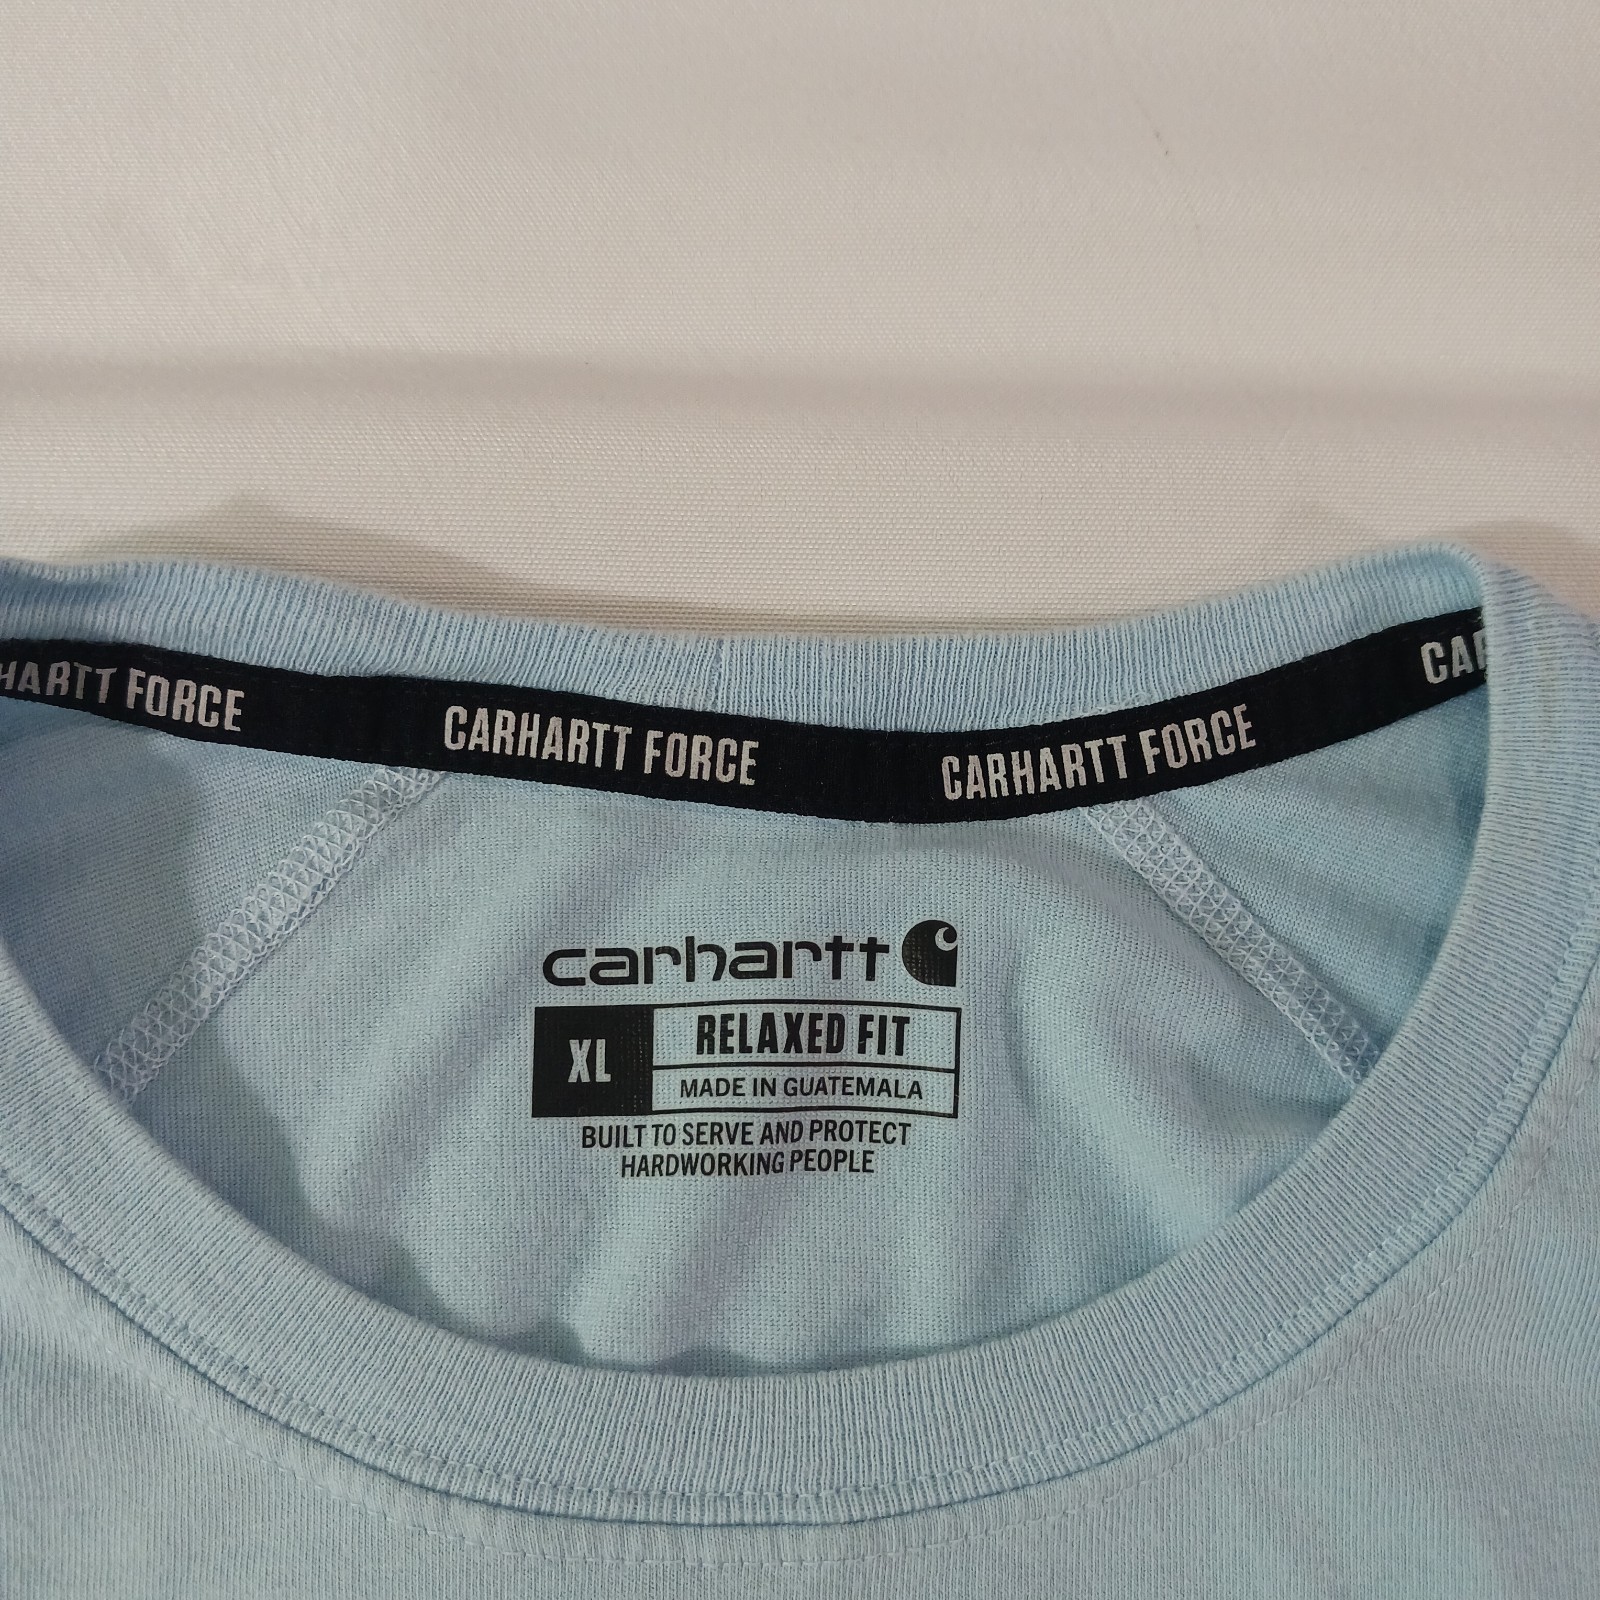 HARTT FORCE CARHARTT FORCE CARHARTT FORCE CAR
carhartt
XL RELAXED FIT
MADE IN GUATEMALA
BUILT TO SERVE AND PROTECT
HARDWORKING PEOPLE